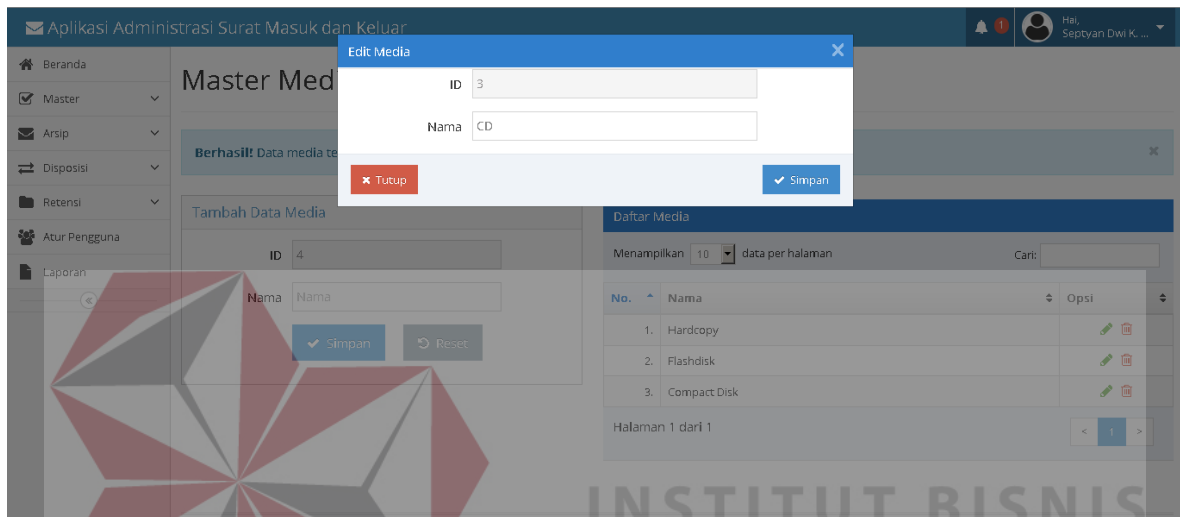 Aplikasi Administrasi Surat Masuk dan Keluar
1
Hai,
Septyan Dwi K. ...
Beranda
Master
Arsip
Disposisi
Retensi
Atur Pengguna
Laporan
Master Med
Edit Media
ID 3
Nama CD
Tutup Simpan
Berhasil! Data media te
Tambah Data Media
ID 4
Nama Nama
Simpan Reset
Daftar Media
Menampilkan 10 data per halaman Cari:
No. Nama Opsi
1. Hardcopy
2. Flashdisk
3. Compact Disk
Halaman 1 dari 1 < 1 >
INSTITUT BISNIS